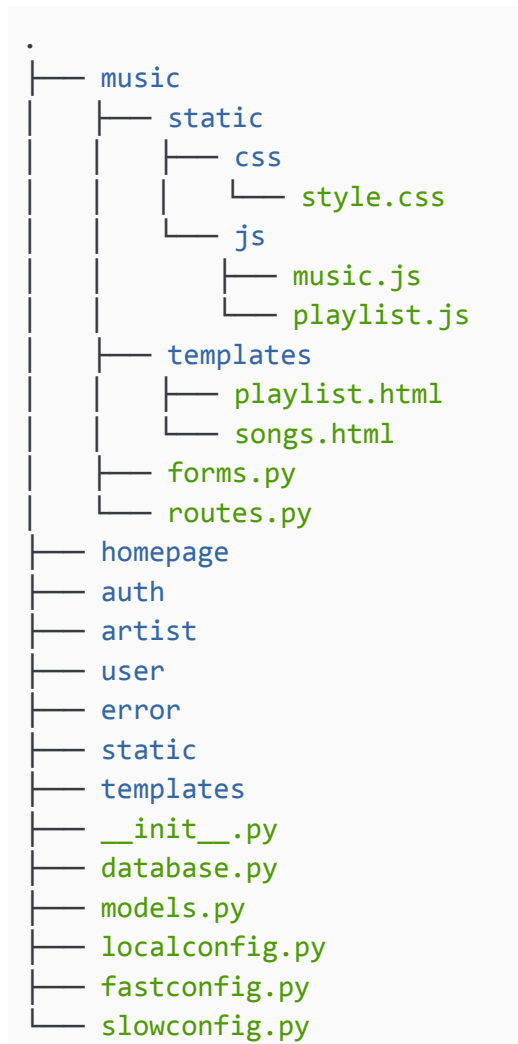 .
├── music
│   ├── static
│   │   ├── css
│   │   │   └── style.css
│   │   └── js
│   │       ├── music.js
│   │       └── playlist.js
│   ├── templates
│   │   ├── playlist.html
│   │   └── songs.html
│   ├── forms.py
│   └── routes.py
├── homepage
├── auth
├── artist
├── user
├── error
├── static
├── templates
├── __init__.py
├── database.py
├── models.py
├── localconfig.py
├── fastconfig.py
└── slowconfig.py